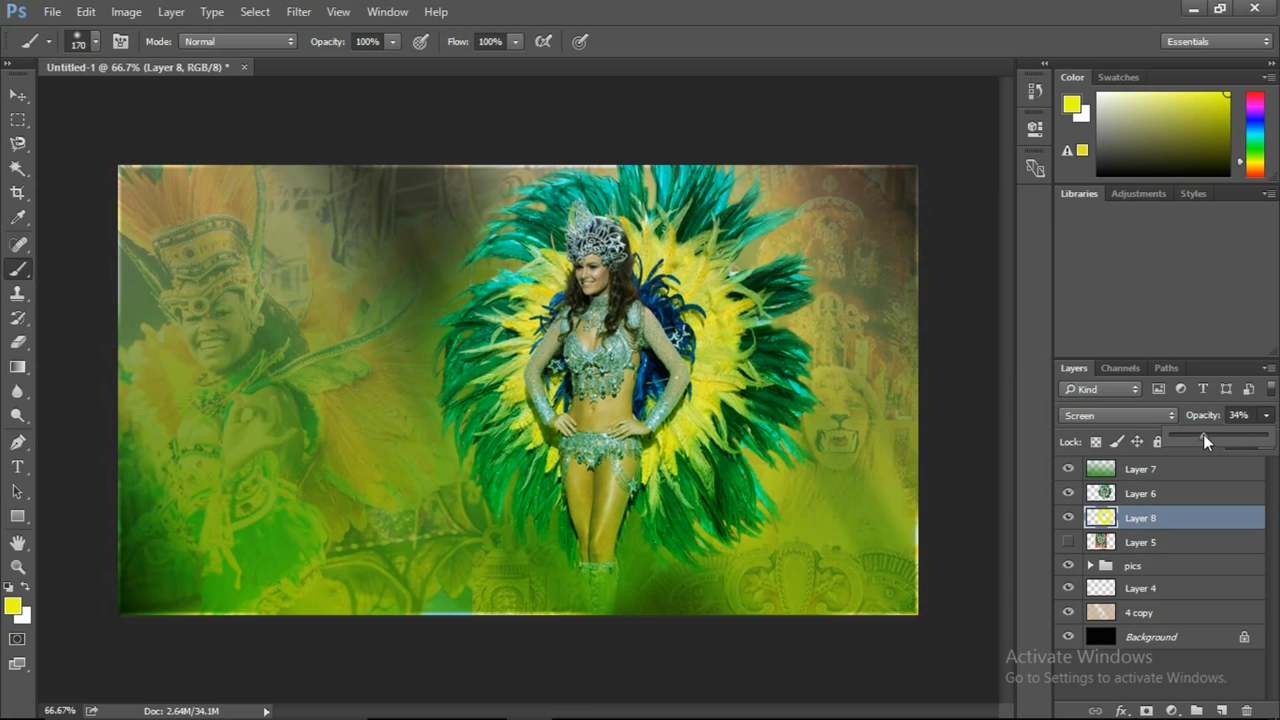 Ps File Edit Image Layer Type Select Filter View Window Help
170 Mode: Normal Opacity: 100% Flow: 100% Essentials
Untitled-1 @ 66.7% (Layer 8, RGB/8) * ×
Color Swatches
Libraries Adjustments Styles
Layers Channels Paths
Kind
Screen Opacity: 34%
Lock:
Layer 7
Layer 6
Layer 8
Layer 5
pics
Layer 4
4 copy
Background
Activate Windows
Go to Settings to activate Windows.
66.67% Doc: 2.64M/34.1M
fx